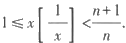 1 ⩽ x [ 1/x ] < n+1/n .